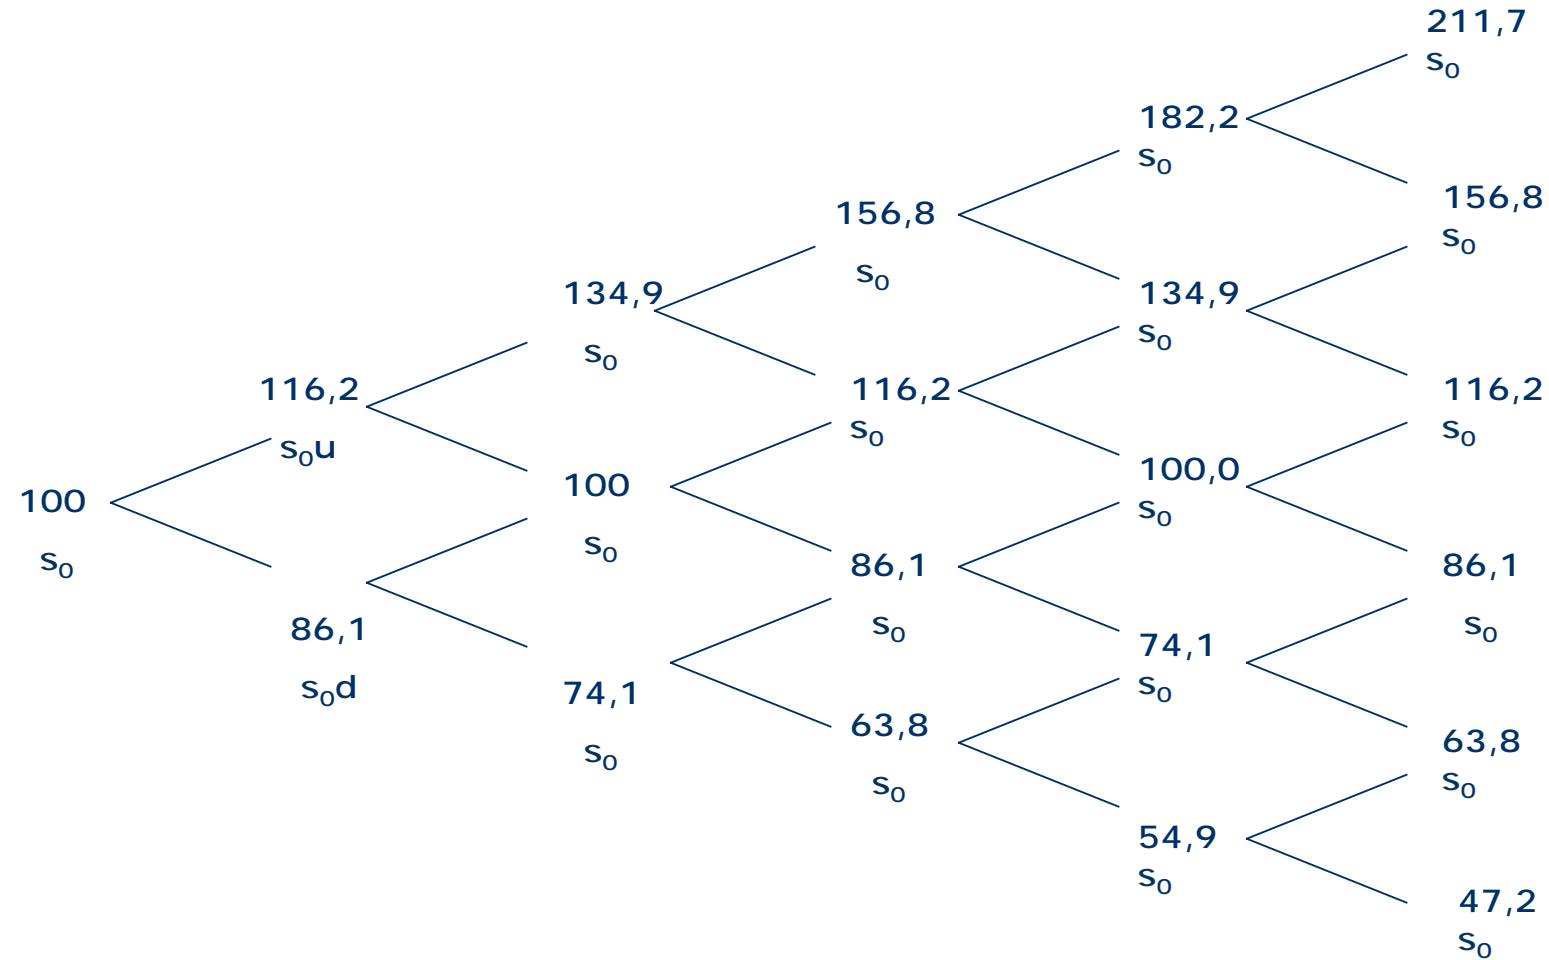 100
s₀
116,2
s₀u
86,1
s₀d
134,9
s₀
100
s₀
74,1
s₀
156,8
s₀
116,2
s₀
86,1
s₀
63,8
s₀
182,2
s₀
134,9
s₀
100,0
s₀
74,1
s₀
54,9
s₀
211,7
s₀
156,8
s₀
116,2
s₀
86,1
s₀
63,8
s₀
47,2
s₀